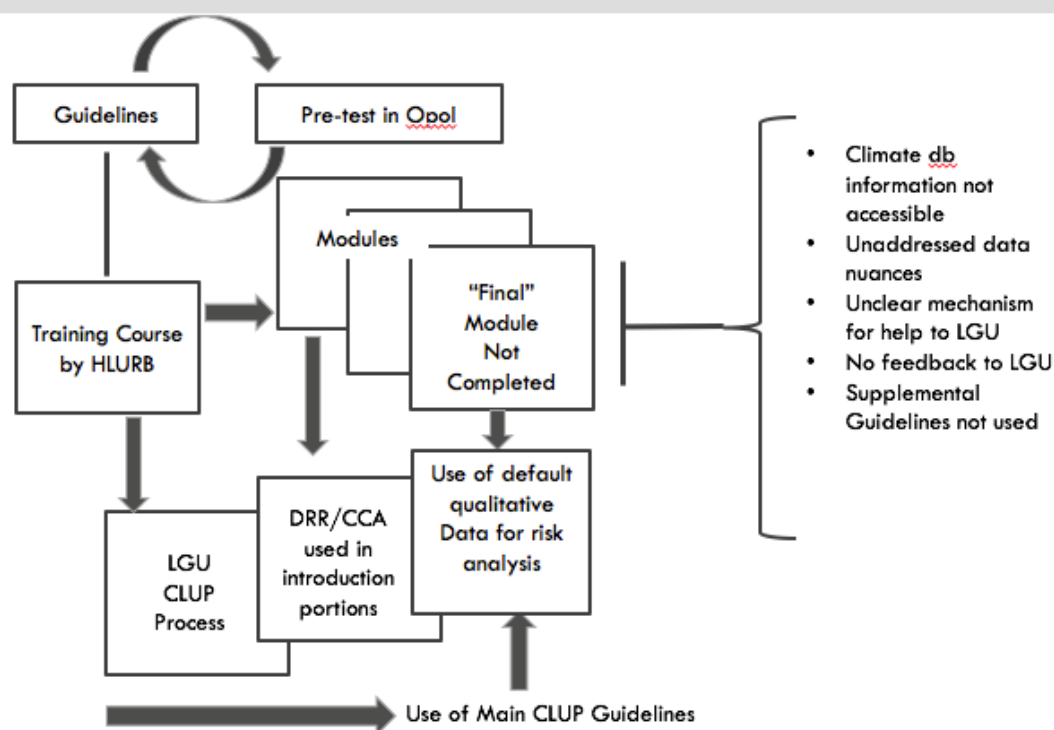 Guidelines
Pre-test in Opol
Modules
"Final"
Module
Not
Completed
Training Course
by HLURB
• Climate db
information not
accessible
• Unaddressed data
nuances
• Unclear mechanism
for help to LGU
• No feedback to LGU
• Supplemental
Guidelines not used
LGU
CLUP
Process
DRR/CCA
used in
introduction
portions
Use of default
qualitative
Data for risk
analysis
Use of Main CLUP Guidelines